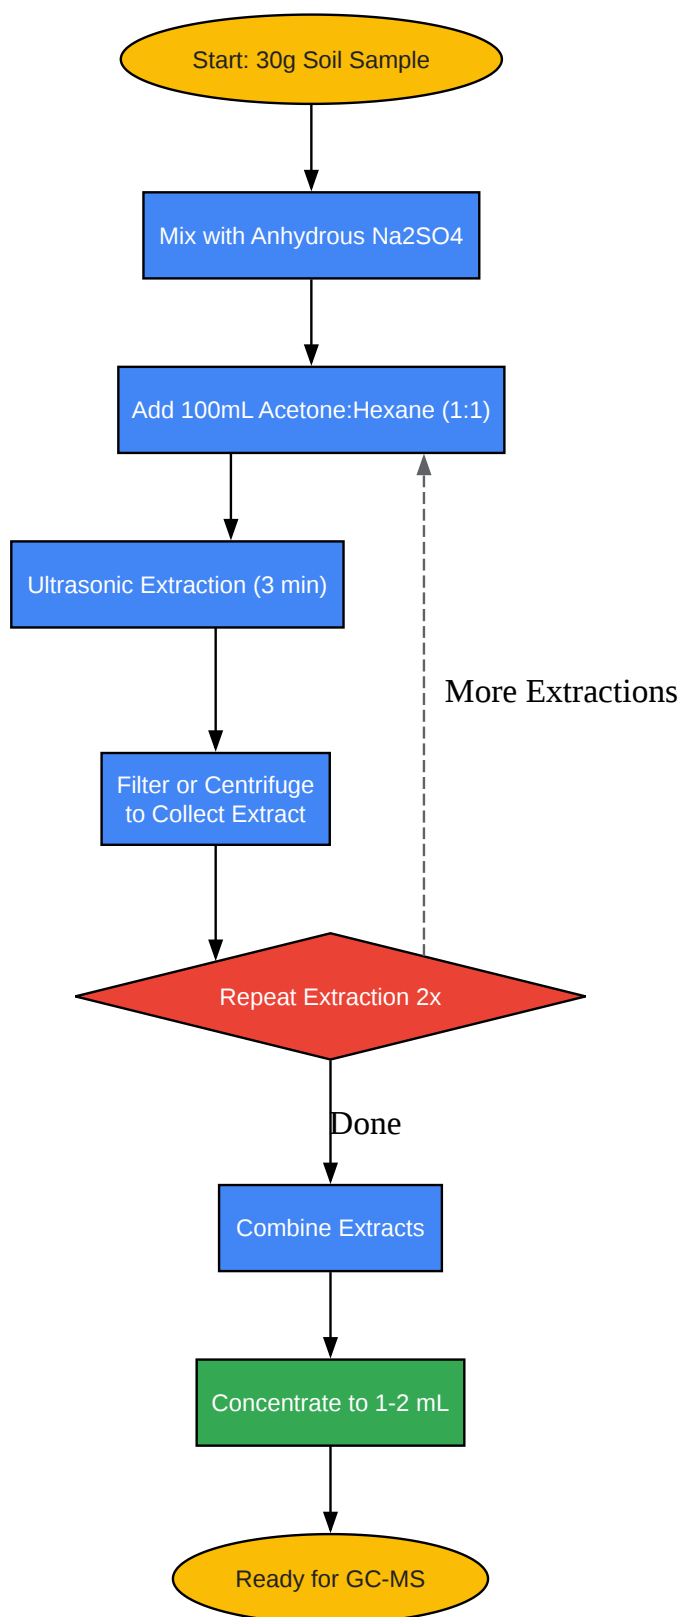 Start: 30g Soil Sample
Mix with Anhydrous Na2SO4
Add 100mL Acetone:Hexane (1:1)
Ultrasonic Extraction (3 min)
More Extractions
Filter or Centrifuge
to Collect Extract
Repeat Extraction 2x
Done
Combine Extracts
Concentrate to 1-2 mL
Ready for GC-MS